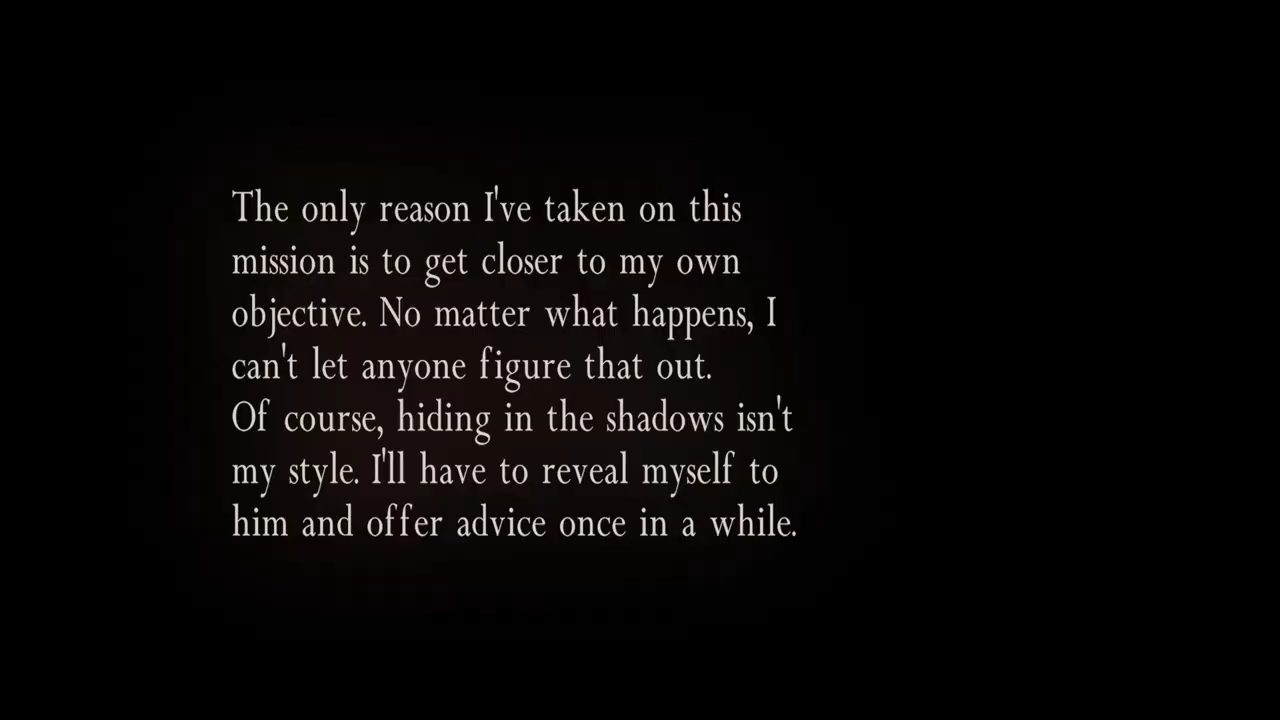 The only reason I've taken on this
mission is to get closer to my own
objective. No matter what happens, I
can't let anyone figure that out.
Of course, hiding in the shadows isn't
my style. I'll have to reveal myself to
him and offer advice once in a while.